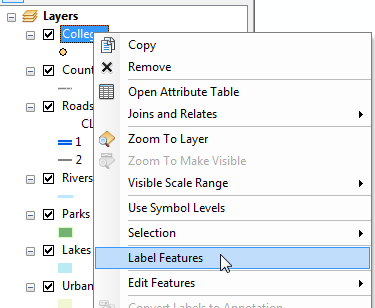 Layers
Colleg
Copy
Remove
Count
Open Attribute Table
Roads
Joins and Relates
CL
1
Zoom To Layer
2
Zoom To Make Visible
Rivers
Visible Scale Range
Use Symbol Levels
Parks
Selection
Lakes
Label Features
Urban
Edit Features
Convert Labels to Annotation